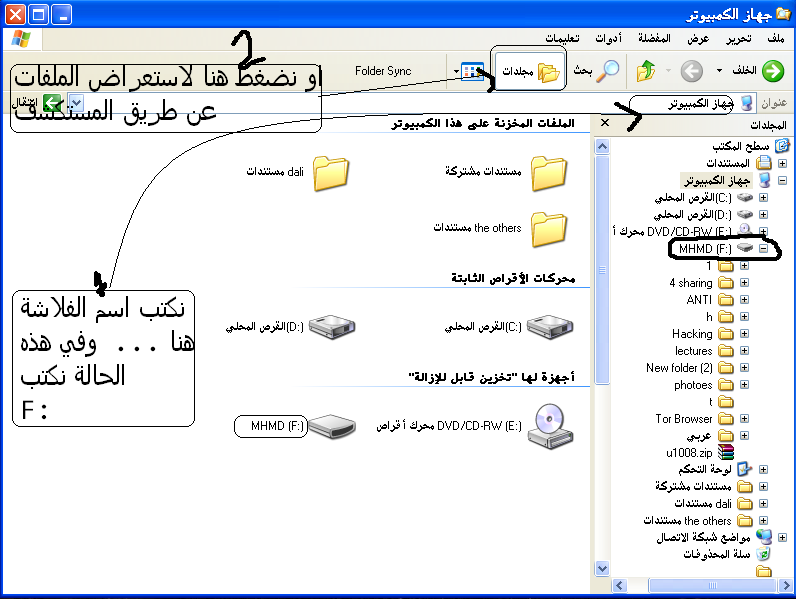 جهاز الكمبيوتر
ملف
تحرير
عرض
المفضلة
أدوات
تعليمات
الخلف
بحث
مجلدات
Folder Sync
2
او نضغط هنا لاستعراض الملفات
عن طريق المستكشف
عنوان
جهاز الكمبيوتر
انتقال
المجلدات
سطح المكتب
المستندات
جهاز الكمبيوتر
القرص المحلي(C:)
القرص المحلي(D:)
محرك أ DVD/CD-RW (E:)
MHMD (F:)
1
4 sharing
ANTI
h
Hacking
lectures
New folder (2)
photoes
t
Tor Browser
عربي
u1008.zip
لوحة التحكم
مستندات مشتركة
مستندات dali
مستندات the others
مواضع شبكة الاتصال
سلة المحذوفات
الملفات المخزنة على هذا الكمبيوتر
مستندات مشتركة
مستندات dali
مستندات the others
محركات الأقراص الثابتة
القرص المحلي(C:)
القرص المحلي(D:)
أجهزة لها "تخزين قابل للإزالة"
محرك أقراص DVD/CD-RW (E:)
MHMD (F:)
نكتب اسم الفلاشة
هنا ... وفي هذه
الحالة نكتب
F: